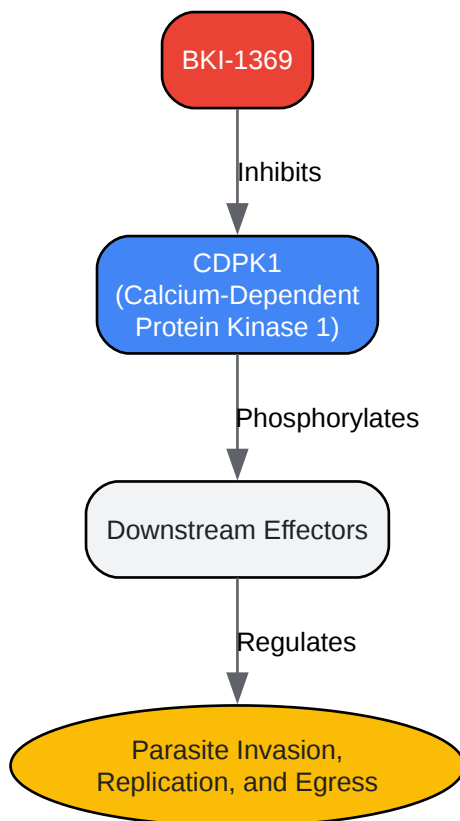 BKI-1369
Inhibits
CDPK1
(Calcium-Dependent
Protein Kinase 1)
Phosphorylates
Downstream Effectors
Regulates
Parasite Invasion,
Replication, and Egress